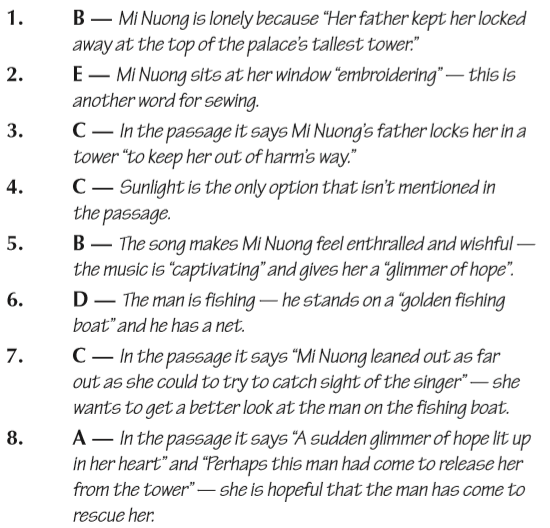 1. B — Mi Nuong is lonely because “Her father kept her locked
away at the top of the palace’s tallest tower.”
2. E — Mi Nuong sits at her window “embroidering” — this is
another word for sewing.
3. C — In the passage it says Mi Nuong’s father locks her in a
tower “to keep her out of harm’s way.”
4. C — Sunlight is the only option that isn’t mentioned in
the passage.
5. B — The song makes Mi Nuong feel enthralled and wishful —
the music is “captivating” and gives her a “glimmer of hope”.
6. D — The man is fishing — he stands on a “golden fishing
boat” and he has a net.
7. C — In the passage it says “Mi Nuong leaned out as far
out as she could to try to catch sight of the singer” — she
wants to get a better look at the man on the fishing boat.
8. A — In the passage it says “A sudden glimmer of hope lit up
in her heart” and “Perhaps this man had come to release her
from the tower” — she is hopeful that the man has come to
rescue her.